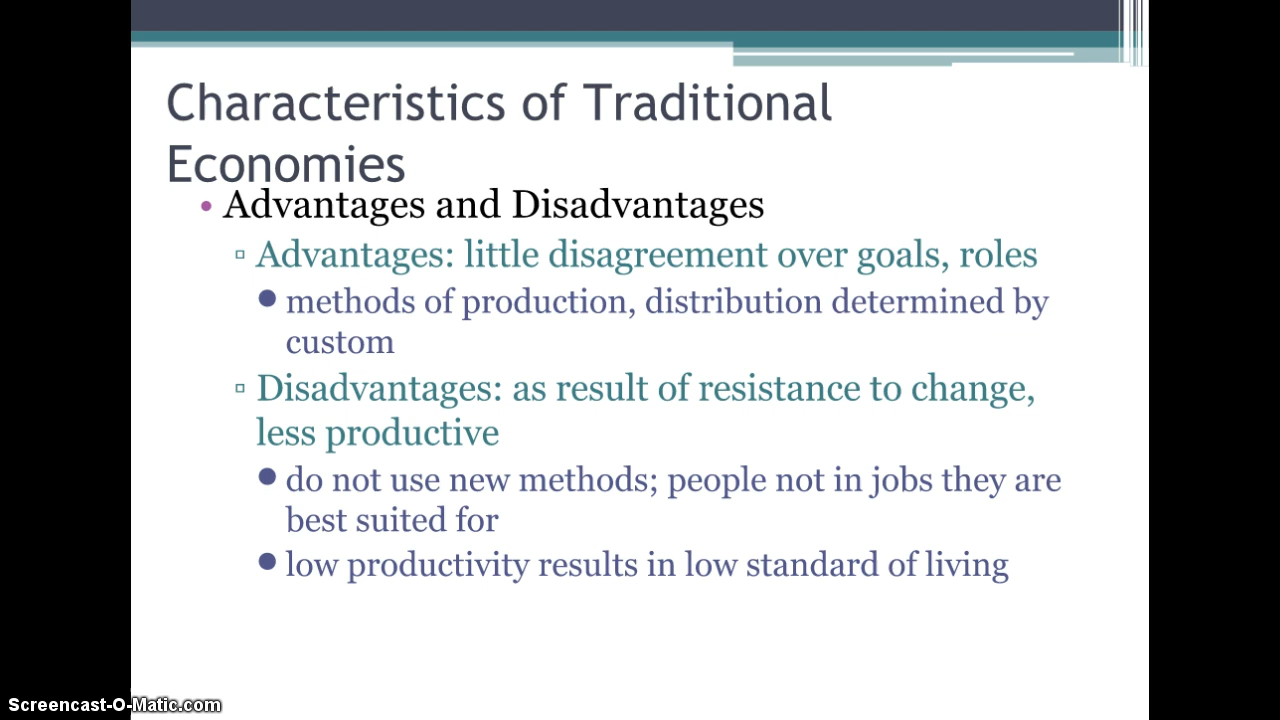 Characteristics of Traditional
Economies
• Advantages and Disadvantages
▫ Advantages: little disagreement over goals, roles
● methods of production, distribution determined by
custom
▫ Disadvantages: as result of resistance to change,
less productive
● do not use new methods; people not in jobs they are
best suited for
● low productivity results in low standard of living
Screencast-O-Matic.com